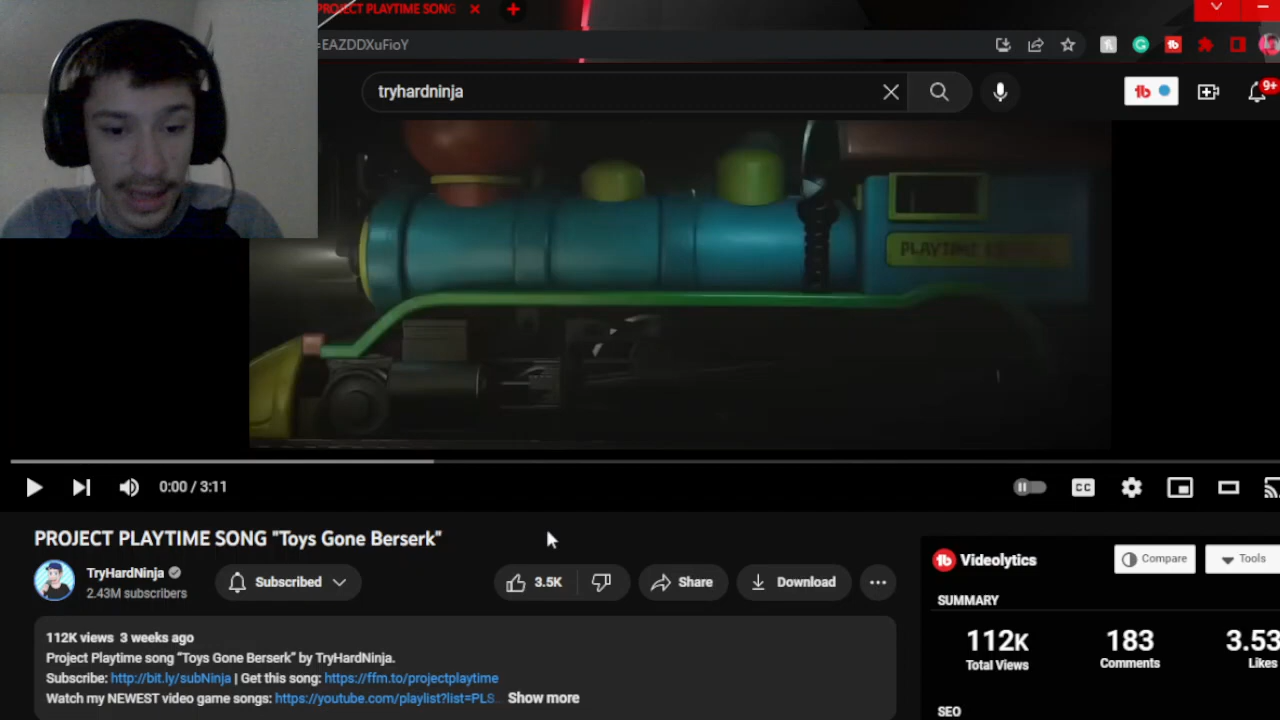 PROJECT PLAYTIME SONG
=EAZDDXuFioY
tryhardninja
9+
PLAYTIME
0:00 / 3:11
CC
PROJECT PLAYTIME SONG "Toys Gone Berserk"
TryHardNinja
2.43M subscribers
Subscribed
3.5K
Share
Download
112K views 3 weeks ago
Project Playtime song “Toys Gone Berserk” by TryHardNinja.
Subscribe: http://bit.ly/subNinja | Get this song: https://ffm.to/projectplaytime
Watch my NEWEST video game songs: https://youtube.com/playlist?list=PLS... Show more
tb Videolytics
Compare
Tools
SUMMARY
112K
Total Views
183
Comments
3.53
Likes
SEO